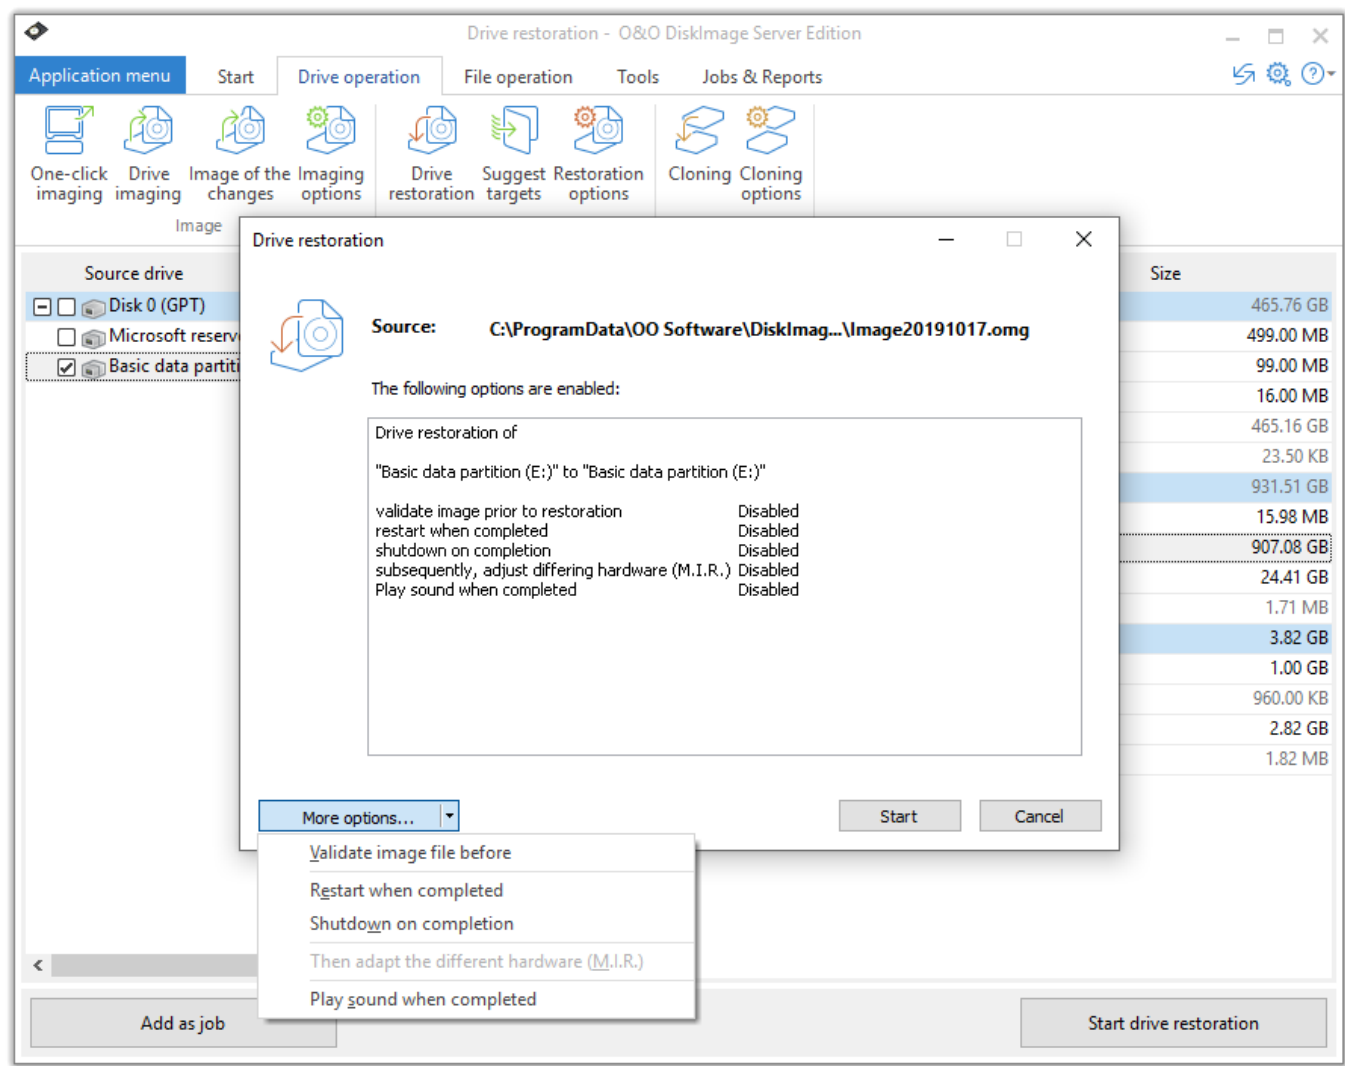 Drive restoration - O&O DiskImage Server Edition
Application menu Start Drive operation File operation Tools Jobs & Reports
One-click imaging
Drive imaging
Image of the changes
Imaging options
Drive restoration
Suggest targets
Restoration options
Cloning
Cloning options
Image
Source drive
Size
Disk 0 (GPT)
Microsoft reserv
Basic data partiti
465.76 GB
499.00 MB
99.00 MB
16.00 MB
465.16 GB
23.50 KB
931.51 GB
15.98 MB
907.08 GB
24.41 GB
1.71 MB
3.82 GB
1.00 GB
960.00 KB
2.82 GB
1.82 MB
Drive restoration
Source: C:\ProgramData\OO Software\DiskImag...\Image20191017.omg
The following options are enabled:
Drive restoration of
"Basic data partition (E:)" to "Basic data partition (E:)"
validate image prior to restoration Disabled
restart when completed Disabled
shutdown on completion Disabled
subsequently, adjust differing hardware (M.I.R.) Disabled
Play sound when completed Disabled
More options... Start Cancel
Validate image file before
Restart when completed
Shutdown on completion
Then adapt the different hardware (M.I.R.)
Play sound when completed
Add as job Start drive restoration